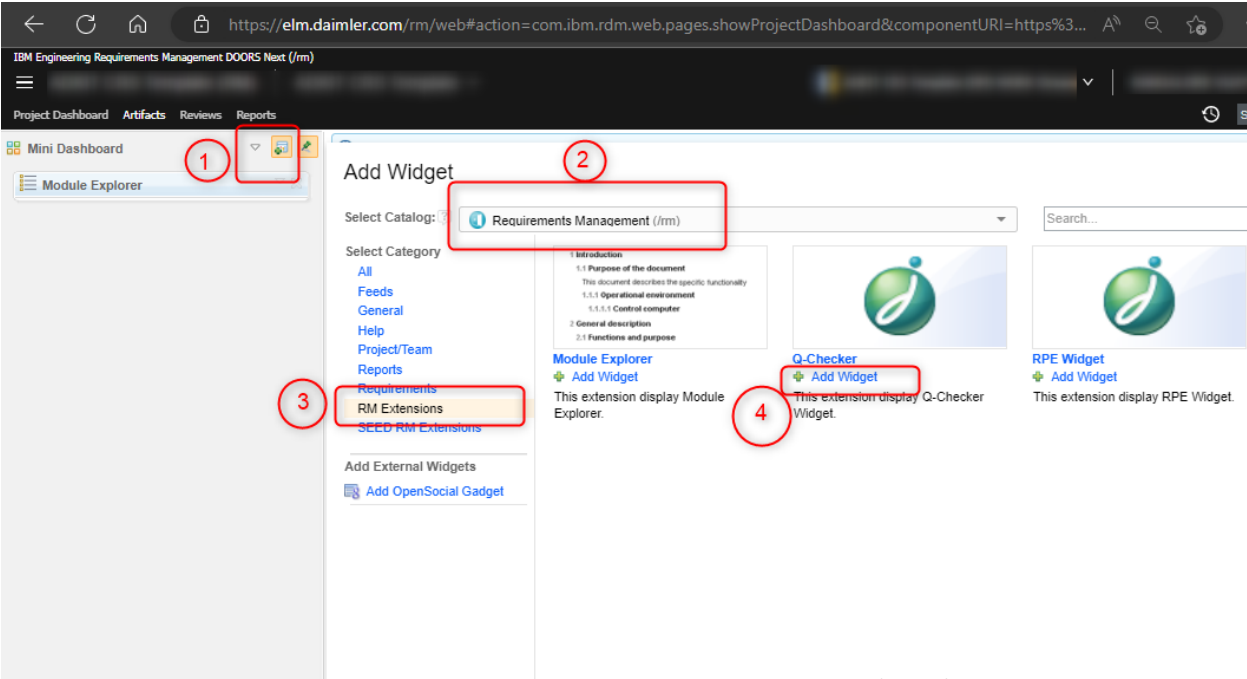 https://elm.daimler.com/rm/web#action=com.ibm.rdm.web.pages.showProjectDashboard&componentURI=https%3...
IBM Engineering Requirements Management DOORS Next (/rm)
Project Dashboard Artifacts Reviews Reports
Mini Dashboard
1
Module Explorer
Add Widget
2
Select Catalog:
Requirements Management (/rm)
Search...
Select Category
All
Feeds
General
Help
Project/Team
Reports
Requirements
3
RM Extensions
SEED RM Extensions
Add External Widgets
Add OpenSocial Gadget
1 Introduction
1.1 Purpose of the document
This document describes the specific functionality
1.1.1 Operational environment
1.1.1.1 Control computer
2 General description
2.1 Functions and purpose
Module Explorer
Add Widget
This extension display Module
Explorer.
Q-Checker
Add Widget
4
This extension display Q-Checker
Widget.
RPE Widget
Add Widget
This extension display RPE Widget.